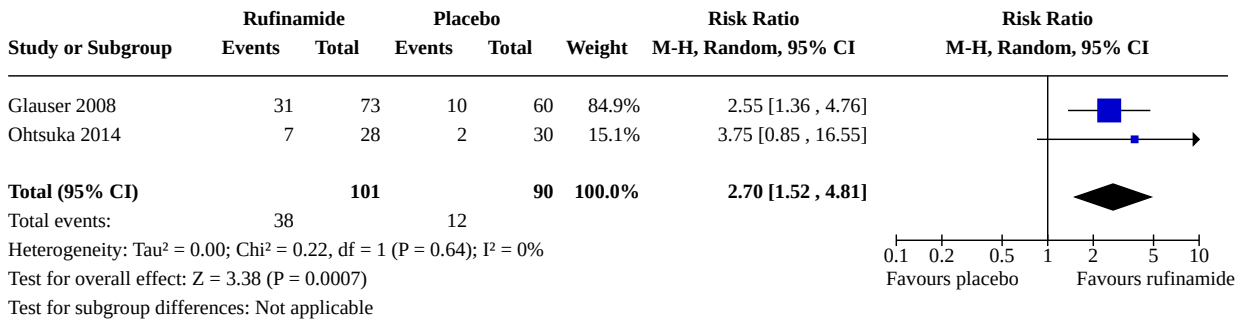 Rufinamide Placebo Risk Ratio Risk Ratio
Study or Subgroup Events Total Events Total Weight M-H, Random, 95% CI M-H, Random, 95% CI
Glauser 2008 31 73 10 60 84.9% 2.55 [1.36 , 4.76]
Ohtsuka 2014 7 28 2 30 15.1% 3.75 [0.85 , 16.55]
Total (95% CI) 101 90 100.0% 2.70 [1.52 , 4.81]
Total events: 38 12
Heterogeneity: Tau² = 0.00; Chi² = 0.22, df = 1 (P = 0.64); I² = 0%
0.1 0.2 0.5 1 2 5 10
Test for overall effect: Z = 3.38 (P = 0.0007) Favours placebo Favours rufinamide
Test for subgroup differences: Not applicable